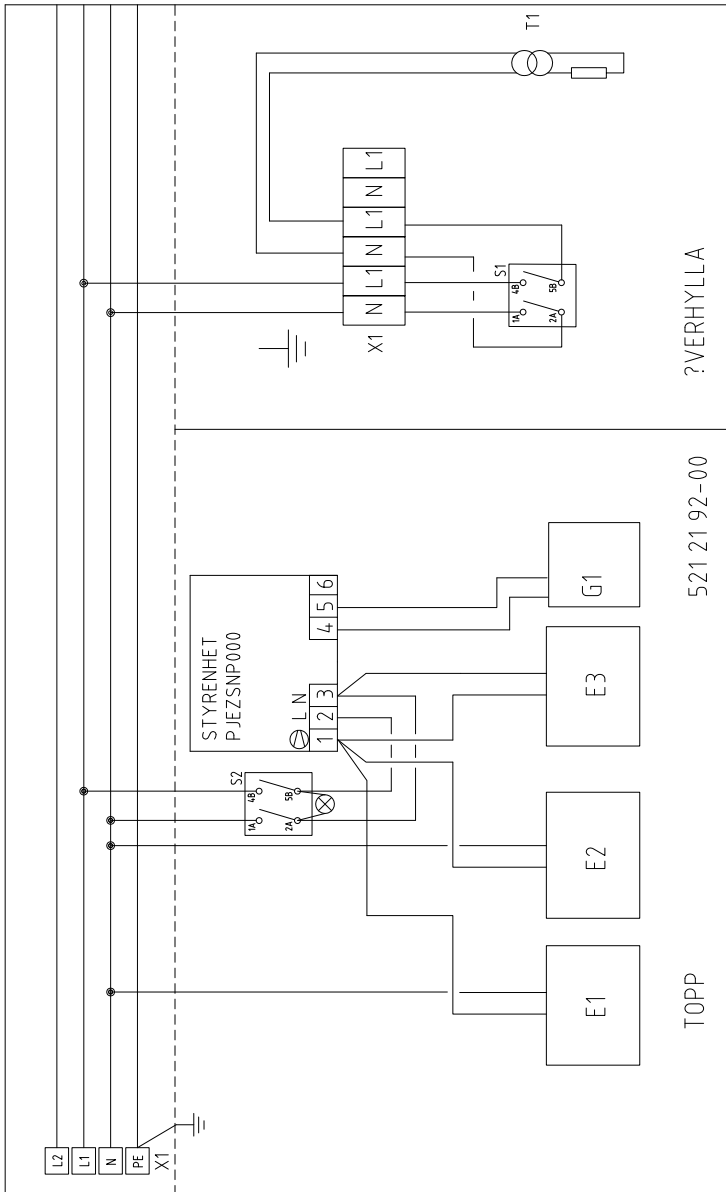 L2
L1
N
PE
X1
T1
X1
N
L1
N
L1
N
L1
S1
1A
4B
2A
5B
?VERHYLLA
STYRENHET
PJEZSNP000
L N
1 2 3
4 5 6
S2
1A
4B
2A
5B
E1
E2
E3
G1
TOPP
521 21 92-00